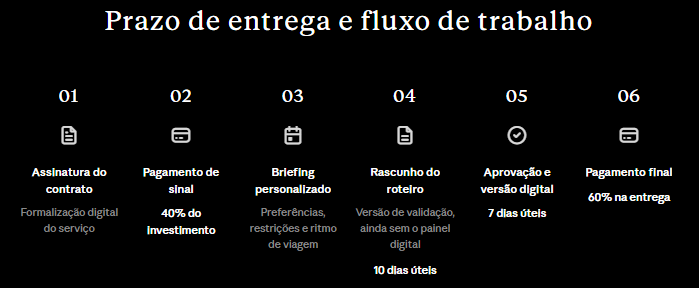 Prazo de entrega e fluxo de trabalho
01
Assinatura do
contrato
Formalização digital
do serviço
02
Pagamento de
sinal
40% do
investimento
03
Briefing
personalizado
Preferências,
restrições e ritmo
de viagem
04
Rascunho do
roteiro
Versão de validação,
ainda sem o painel
digital
10 dias úteis
05
Aprovação e
versão digital
7 dias úteis
06
Pagamento final
60% na entrega